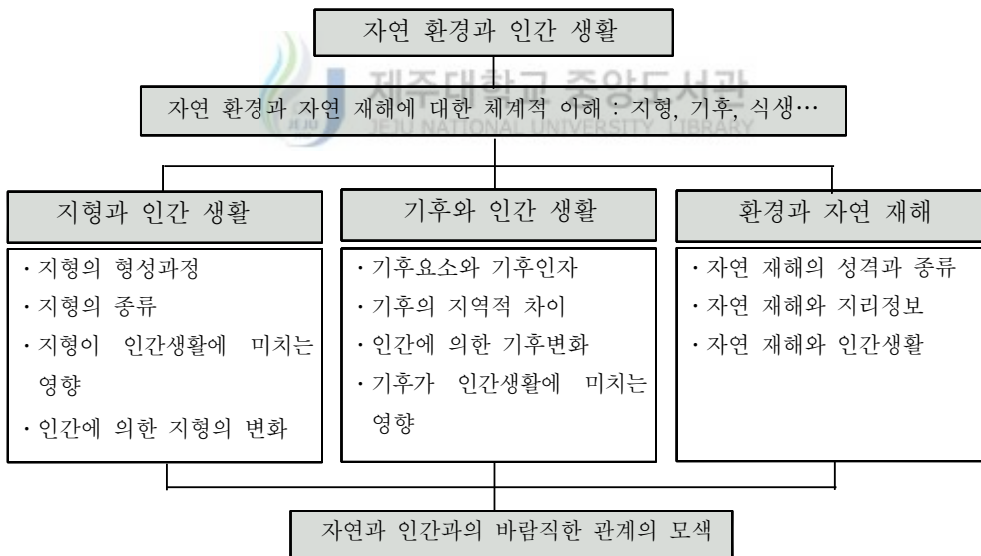 자연 환경과 인간 생활
제주대학교 중앙도서관
JEJU NATIONAL UNIVERSITY LIBRARY
JEJU
자연 환경과 자연 재해에 대한 체계적 이해 : 지형, 기후, 식생…
지형과 인간 생활
· 지형의 형성과정
· 지형의 종류
· 지형이 인간생활에 미치는
영향
· 인간에 의한 지형의 변화
기후와 인간 생활
· 기후요소와 기후인자
· 기후의 지역적 차이
· 인간에 의한 기후변화
· 기후가 인간생활에 미치는
영향
환경과 자연 재해
· 자연 재해의 성격과 종류
· 자연 재해와 지리정보
· 자연 재해와 인간생활
자연과 인간과의 바람직한 관계의 모색